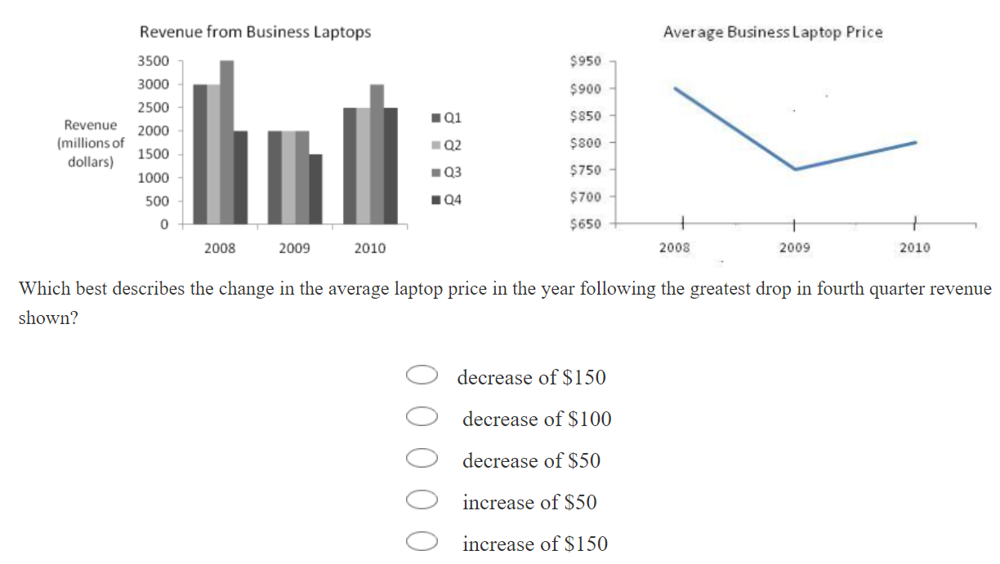 Revenue from Business Laptops
3500
3000
2500
2000
1500
1000
500
0
Revenue
(millions of
dollars)
2008
2009
2010
Q1
Q2
Q3
Q4
Average Business Laptop Price
$950
$900
$850
$800
$750
$700
$650
2008
2009
2010
Which best describes the change in the average laptop price in the year following the greatest drop in fourth quarter revenue
shown?
decrease of $150
decrease of $100
decrease of $50
increase of $50
increase of $150